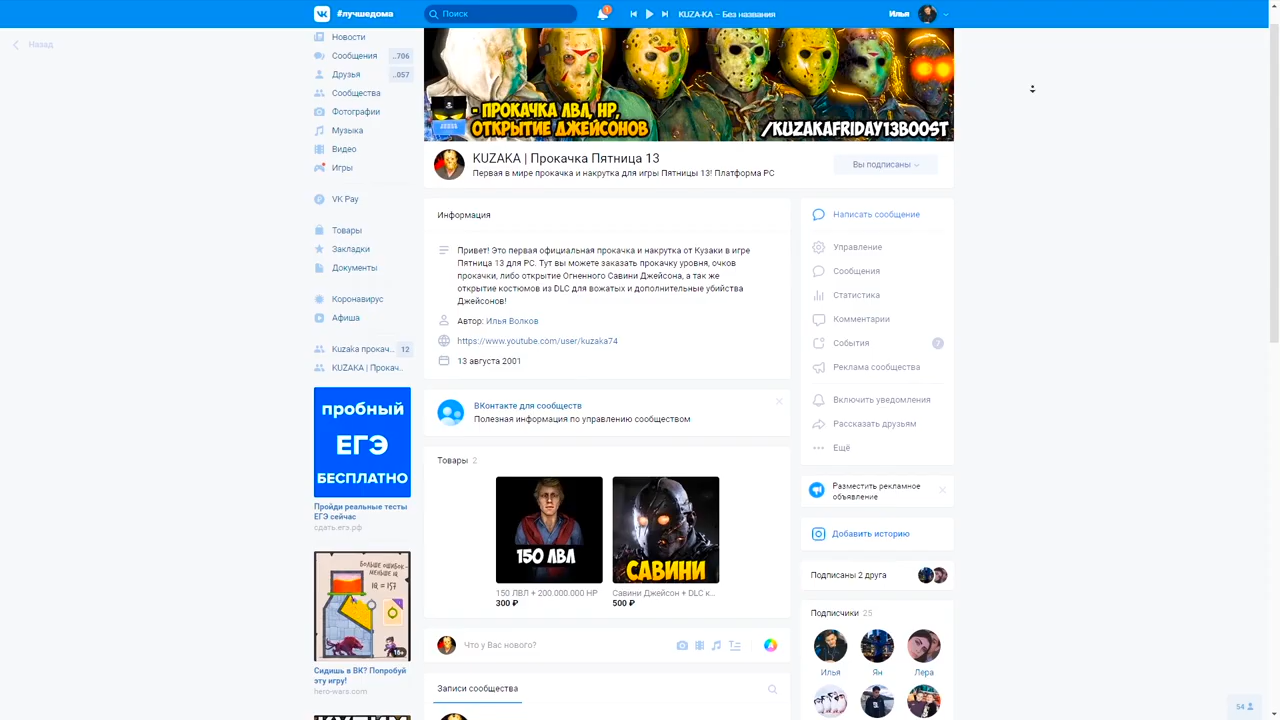 #лучшедома
Поиск
1
KUZA-KA – Без названия
Илья
Назад
Новости
Сообщения ..706
Друзья ..057
Сообщества
Фотографии
Музыка
Видео
Игры
VK Pay
Товары
Закладки
Документы
Коронавирус
Афиша
Kuzaka прокач... 12
KUZAKA | Прокач..
пробный
ЕГЭ
БЕСПЛАТНО
Пройди реальные тесты
ЕГЭ сейчас
сдать.егэ.рф
БОЛЬШЕ ОШИБОК-
МЕНЬШЕ IQ
IQ = 157
16+
Сидишь в ВК? Попробуй
эту игру!
hero-wars.com
- ПРОКАЧКА ЛВЛ, HP,
ОТКРЫТИЕ ДЖЕЙСОНОВ
/KUZAKAFRIDAY13BOOST
KUZAKA | Прокачка Пятница 13
Первая в мире прокачка и накрутка для игры Пятницы 13! Платформа PC
Вы подписаны
Информация
Привет! Это первая официальная прокачка и накрутка от Кузаки в игре
Пятница 13 для PC. Тут вы можете заказать прокачку уровня, очков
прокачки, либо открытие Огненного Савини Джейсона, а так же
открытие костюмов из DLC для вожатых и дополнительные убийства
Джейсонов!
Автор: Илья Волков
https://www.youtube.com/user/kuzaka74
13 августа 2001
ВКонтакте для сообществ
Полезная информация по управлению сообществом
Товары 2
150 ЛВЛ
САВИНИ
150 ЛВЛ + 200.000.000 HP
300 ₽
Савини Джейсон + DLC к...
500 ₽
Что у Вас нового?
Записи сообщества
Написать сообщение
Управление
Сообщения
Статистика
Комментарии
События 7
Реклама сообщества
Включить уведомления
Рассказать друзьям
Ещё
Разместить рекламное
объявление
Добавить историю
Подписаны 2 друга
Подписчики 25
Илья
Ян
Лера
54